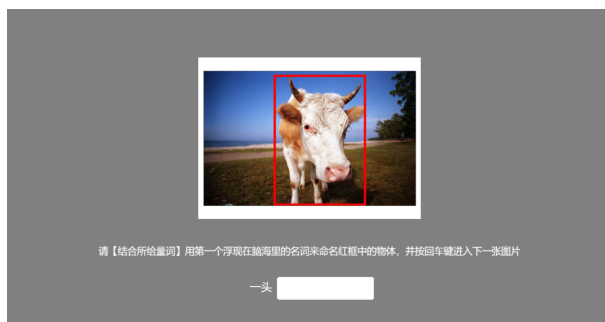 请【结合所给量词】用第一个浮现在脑海里的名词来命名红框中的物体，并按回车键进入下一张图片
一头